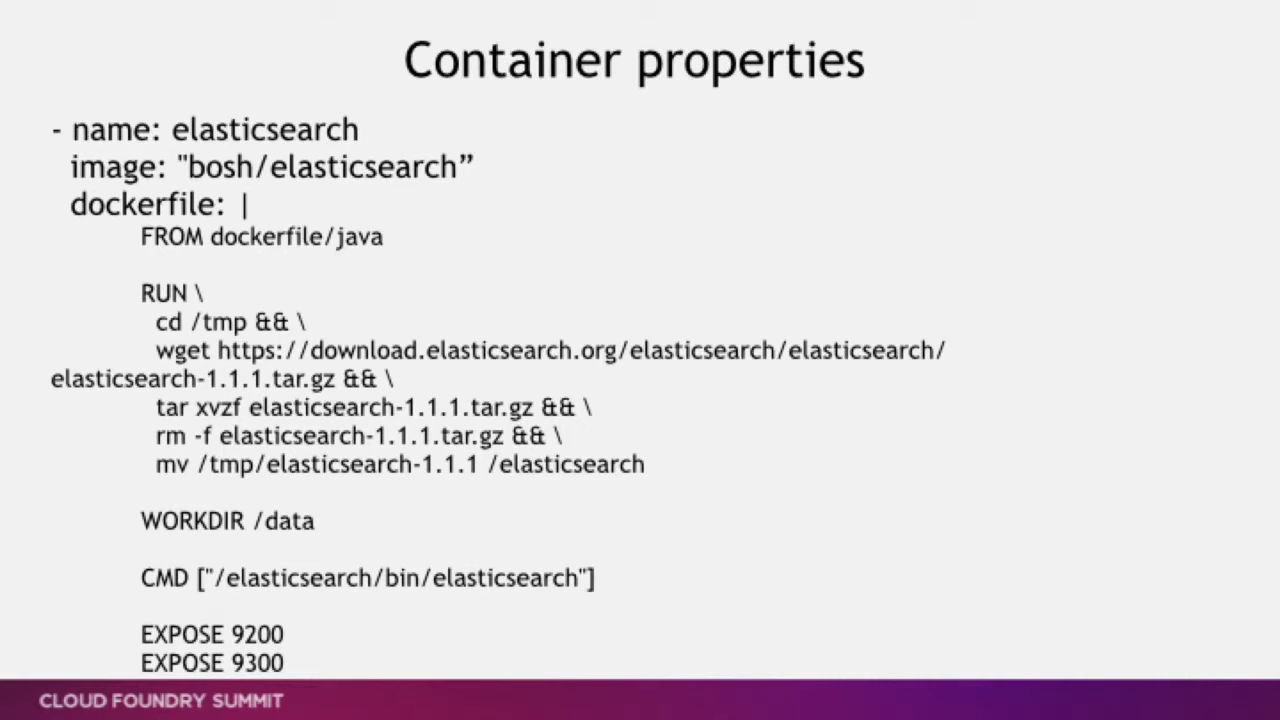 Container properties
- name: elasticsearch
image: "bosh/elasticsearch”
dockerfile: |
FROM dockerfile/java
RUN \
cd /tmp && \
wget https://download.elasticsearch.org/elasticsearch/elasticsearch/
elasticsearch-1.1.1.tar.gz && \
tar xvzf elasticsearch-1.1.1.tar.gz && \
rm -f elasticsearch-1.1.1.tar.gz && \
mv /tmp/elasticsearch-1.1.1 /elasticsearch
WORKDIR /data
CMD ["/elasticsearch/bin/elasticsearch"]
EXPOSE 9200
EXPOSE 9300
CLOUD FOUNDRY SUMMIT